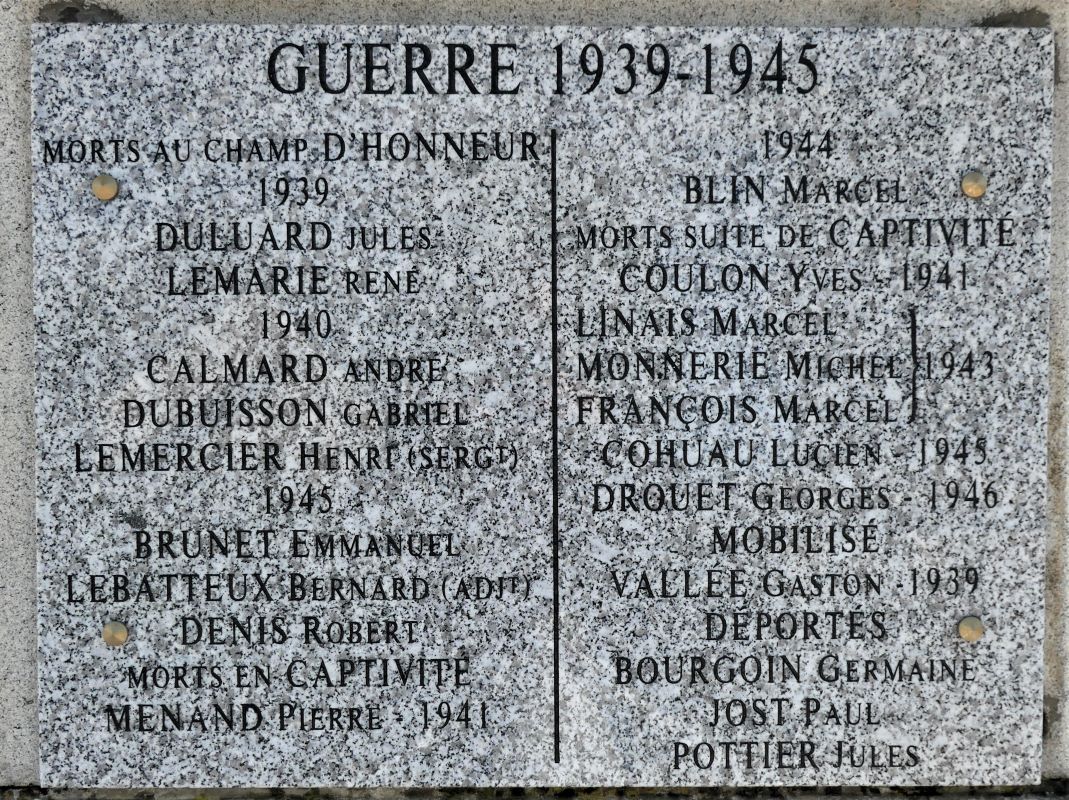 GUERRE 1939-1945
MORTS AU CHAMP D'HONNEUR
1939
DULUARD JULES
LEMARIE RENÉ
1940
CALMARD ANDRÉ
DUBUISSON GABRIEL
LEMERCIER HENRI (SERGT)
1945
BRUNET EMMANUEL
LEBATTEUX BERNARD (ADJT)
DENIS ROBERT
MORTS EN CAPTIVITÉ
MENAND PIERRE - 1941
1944
BLIN MARCEL
MORTS SUITE DE CAPTIVITÉ
COULON YVES - 1941
LINAIS MARCEL
MONNERIE MICHEL } 1943
FRANÇOIS MARCEL
COHUAU LUCIEN - 1945
DROUET GEORGES - 1946
MOBILISÉ
VALLÉE GASTON - 1939
DÉPORTÉS
BOURGOIN GERMAINE
JOST PAUL
POTTIER JULES